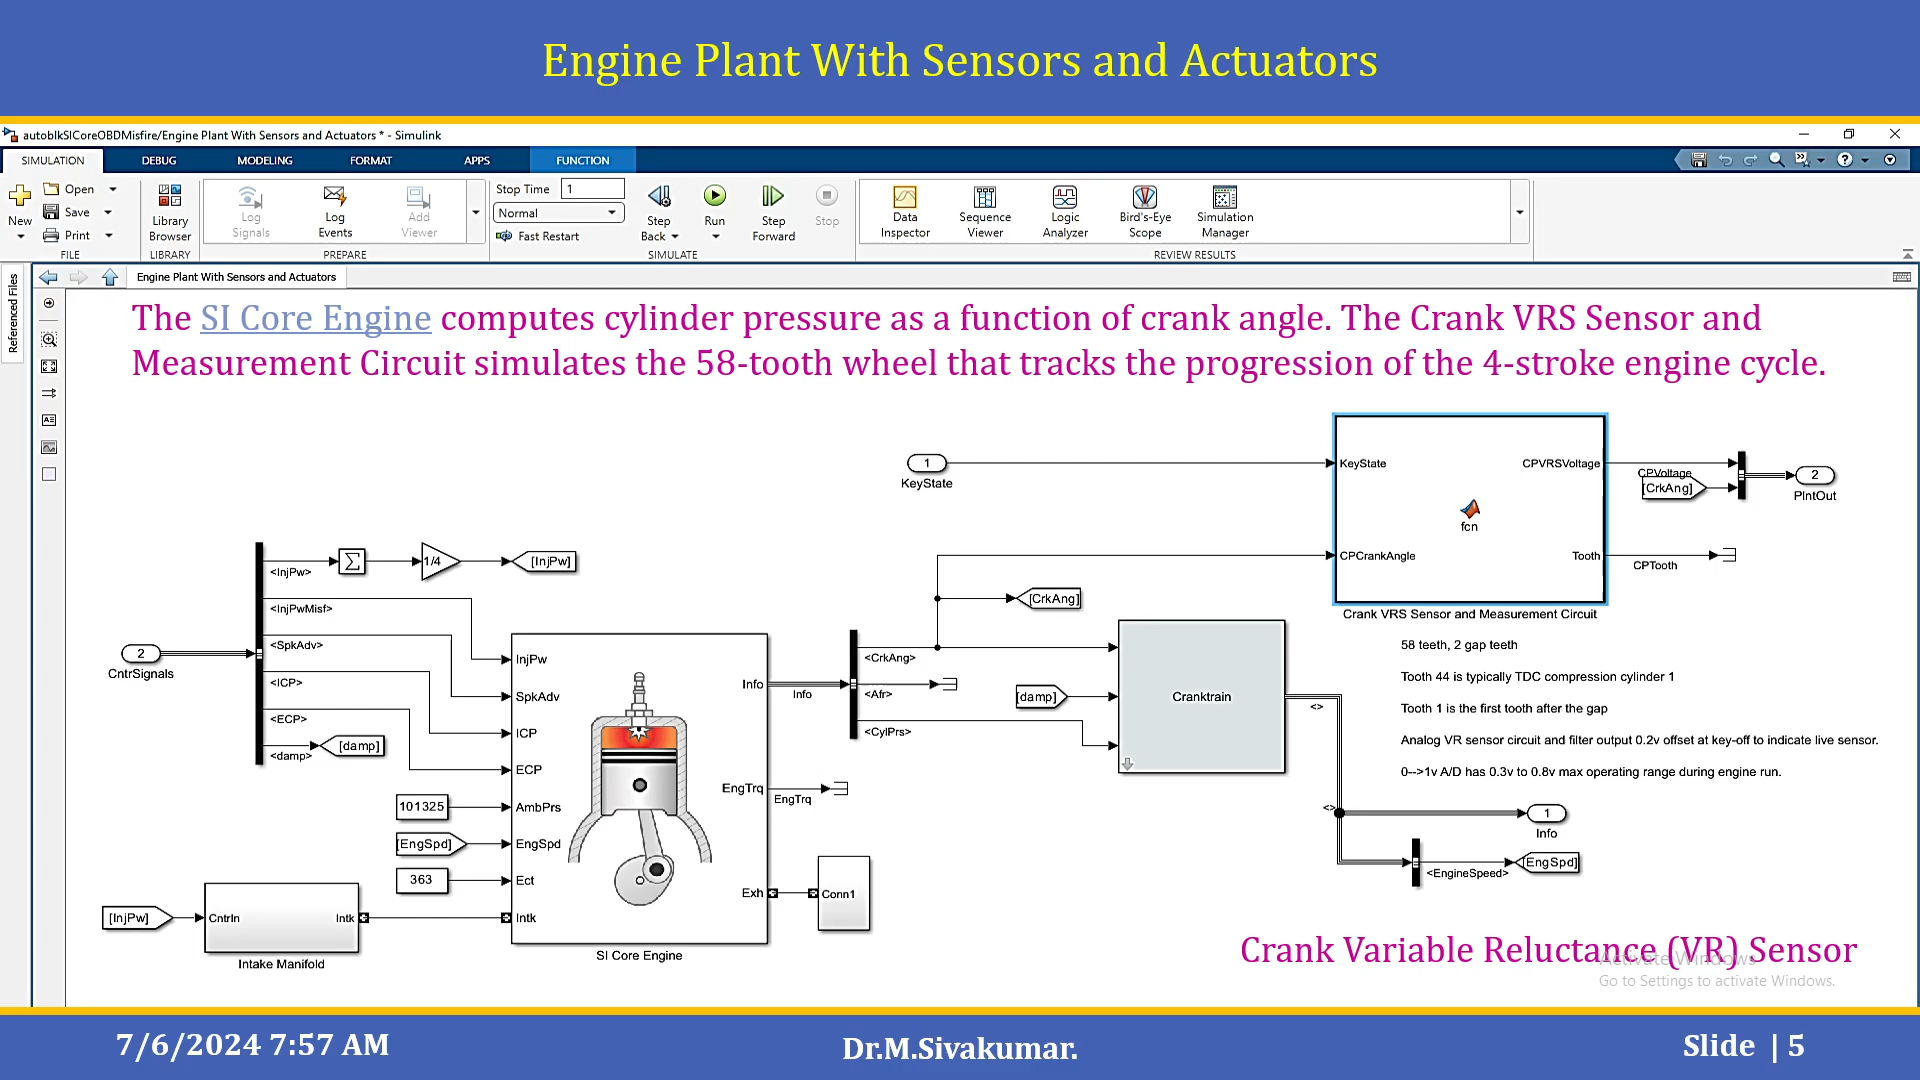 Engine Plant With Sensors and Actuators
autoblkSICoreOBDMisfire/Engine Plant With Sensors and Actuators * - Simulink
SIMULATION DEBUG MODELING FORMAT APPS FUNCTION
New
Open
Save
Print
FILE
Library
Browser
LIBRARY
Log
Signals
Log
Events
Add
Viewer
PREPARE
Stop Time 1
Normal
Fast Restart
Step
Back
Run
Step
Forward
Stop
SIMULATE
Data
Inspector
Sequence
Viewer
Logic
Analyzer
Bird's-Eye
Scope
Simulation
Manager
REVIEW RESULTS
Referenced Files
Engine Plant With Sensors and Actuators
The SI Core Engine computes cylinder pressure as a function of crank angle. The Crank VRS Sensor and
Measurement Circuit simulates the 58-tooth wheel that tracks the progression of the 4-stroke engine cycle.
1
KeyState
KeyState
CPVRSVoltage
CPVoltage
[CrkAng]
2
PlntOut
fcn
CPCrankAngle
Tooth
CPTooth
Crank VRS Sensor and Measurement Circuit
58 teeth, 2 gap teeth
Tooth 44 is typically TDC compression cylinder 1
Tooth 1 is the first tooth after the gap
Analog VR sensor circuit and filter output 0.2v offset at key-off to indicate live sensor.
0-->1v A/D has 0.3v to 0.8v max operating range during engine run.
2
CntrSignals
<InjPw>
Σ
1/4
[InjPw]
<InjPwMisf>
<SpkAdv>
<ICP>
<ECP>
<damp>
[damp]
101325
[EngSpd]
363
InjPw
SpkAdv
ICP
ECP
AmbPrs
EngSpd
Ect
Intk
Info
EngTrq
Exh
SI Core Engine
[InjPw]
CntrIn
Intk
Intake Manifold
Info
EngTrq
Conn1
<CrkAng>
<Afr>
<CylPrs>
[CrkAng]
[damp]
Cranktrain
<>
<>
1
Info
<EngineSpeed>
[EngSpd]
Crank Variable Reluctance (VR) Sensor
Activate Windows
Go to Settings to activate Windows.
7/6/2024 7:57 AM
Dr.M.Sivakumar.
Slide | 5